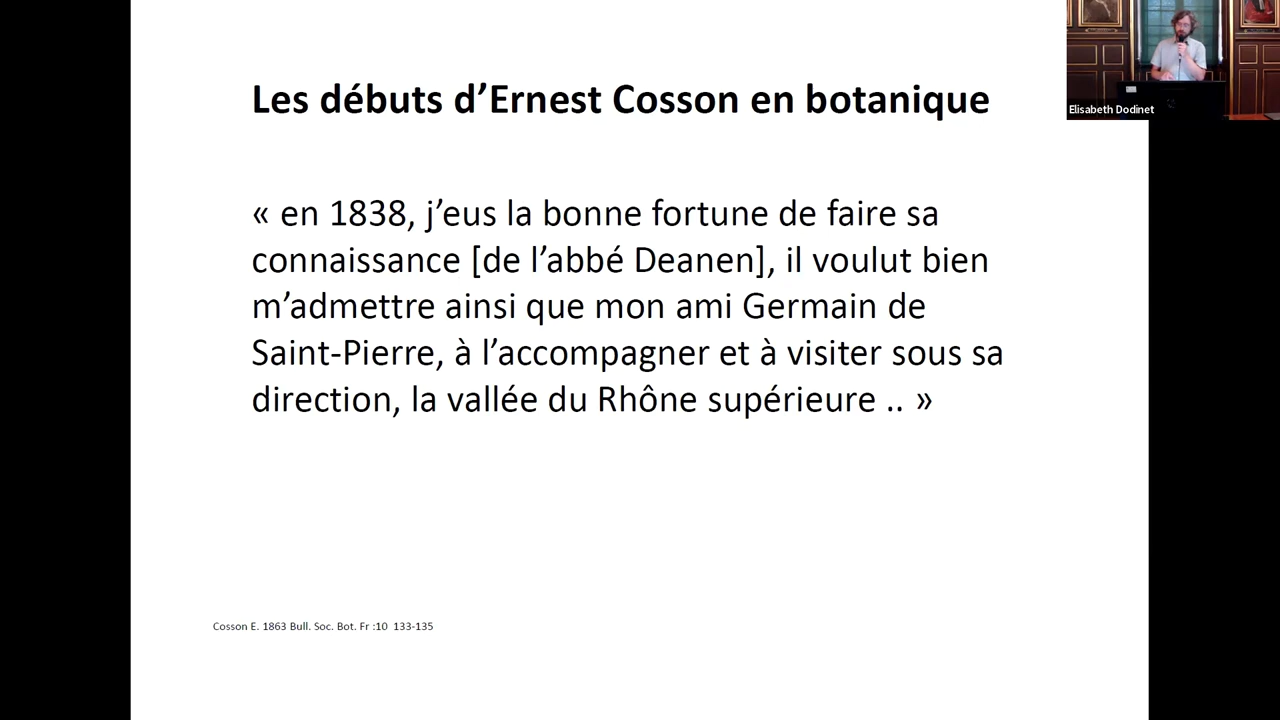 Les débuts d’Ernest Cosson en botanique
« en 1838, j’eus la bonne fortune de faire sa
connaissance [de l’abbé Deanen], il voulut bien
m’admettre ainsi que mon ami Germain de
Saint-Pierre, à l’accompagner et à visiter sous sa
direction, la vallée du Rhône supérieure .. »
Cosson E. 1863 Bull. Soc. Bot. Fr :10 133-135
Elisabeth Dodinet